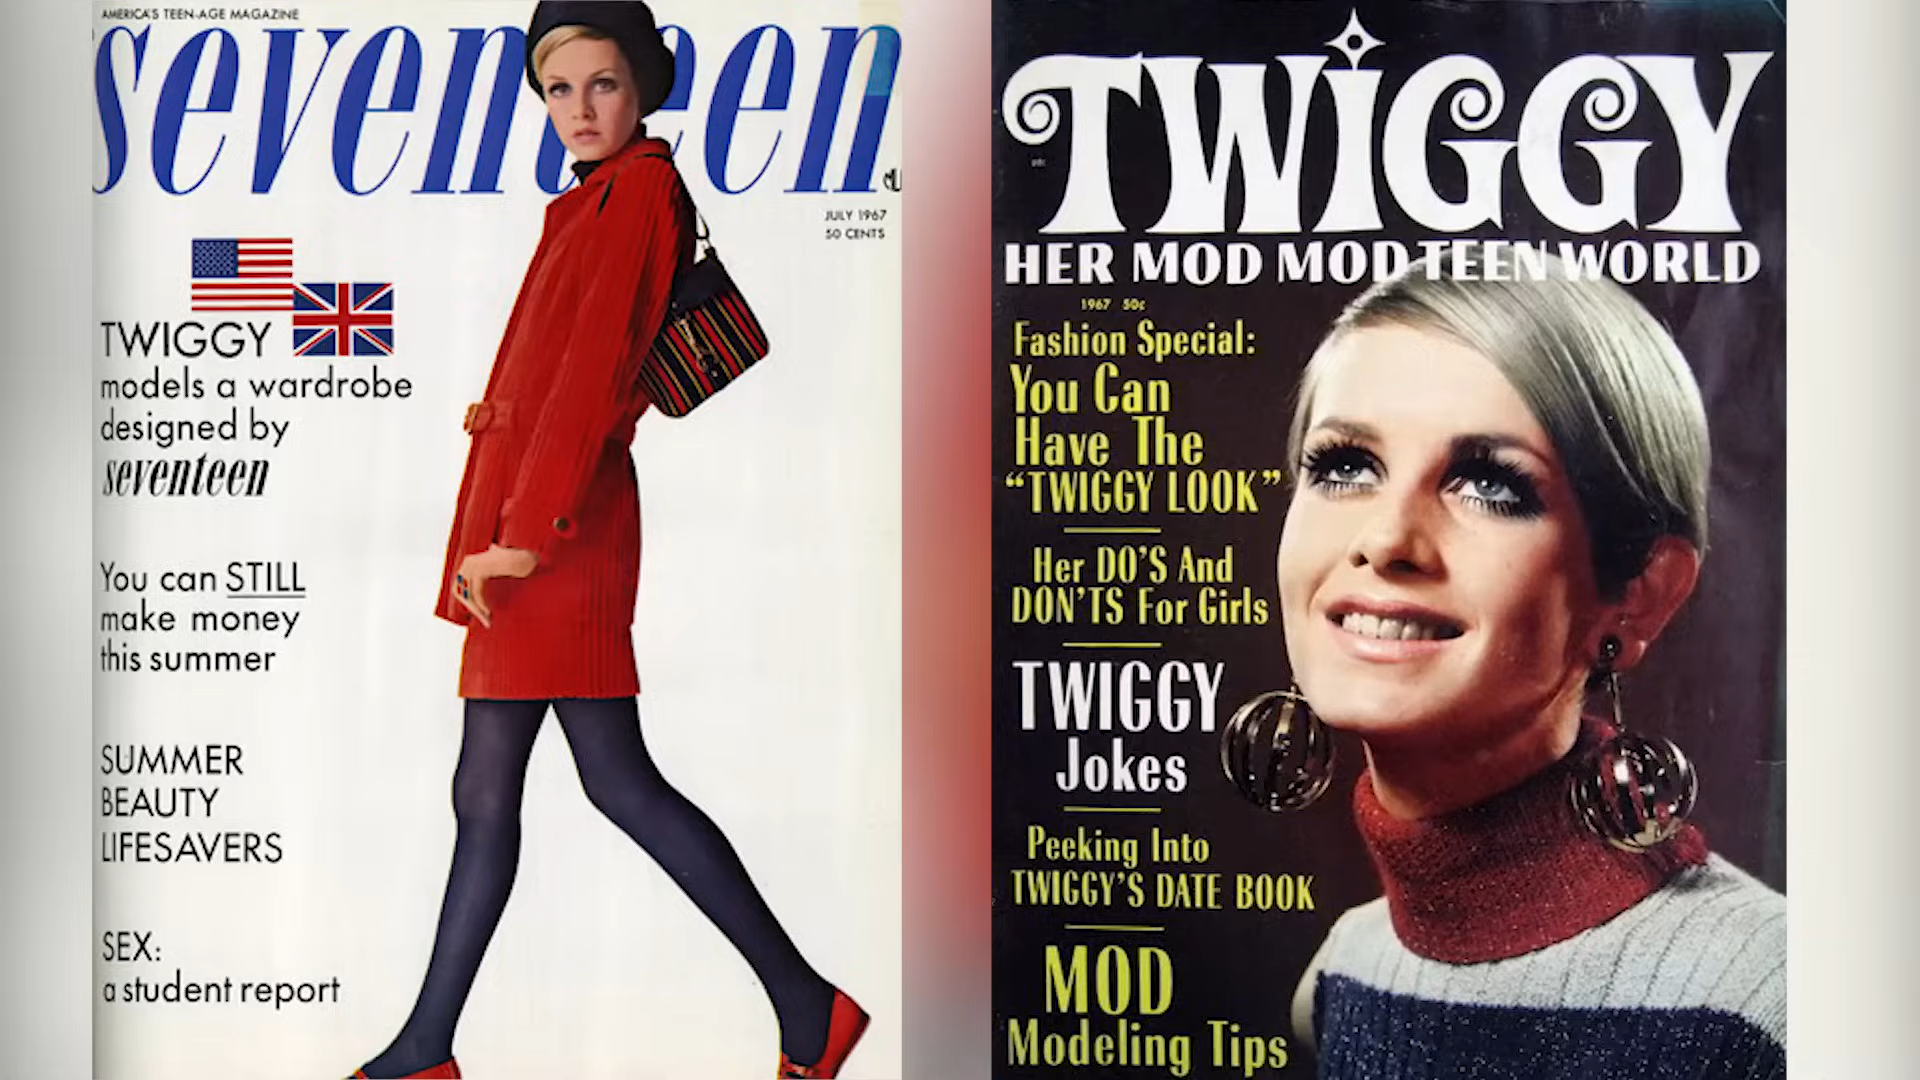 AMERICA'S TEEN-AGE MAGAZINE
seventeen
JULY 1967
50 CENTS
TWIGGY
models a wardrobe
designed by
seventeen
You can STILL
make money
this summer
SUMMER
BEAUTY
LIFESAVERS
SEX:
a student report
TWiGGY
HER MOD MOD TEEN WORLD
1967 50c
Fashion Special:
You Can
Have The
“TWIGGY LOOK”
Her DO'S And
DON'TS For Girls
TWIGGY
Jokes
Peeking Into
TWIGGY'S DATE BOOK
MOD
Modeling Tips